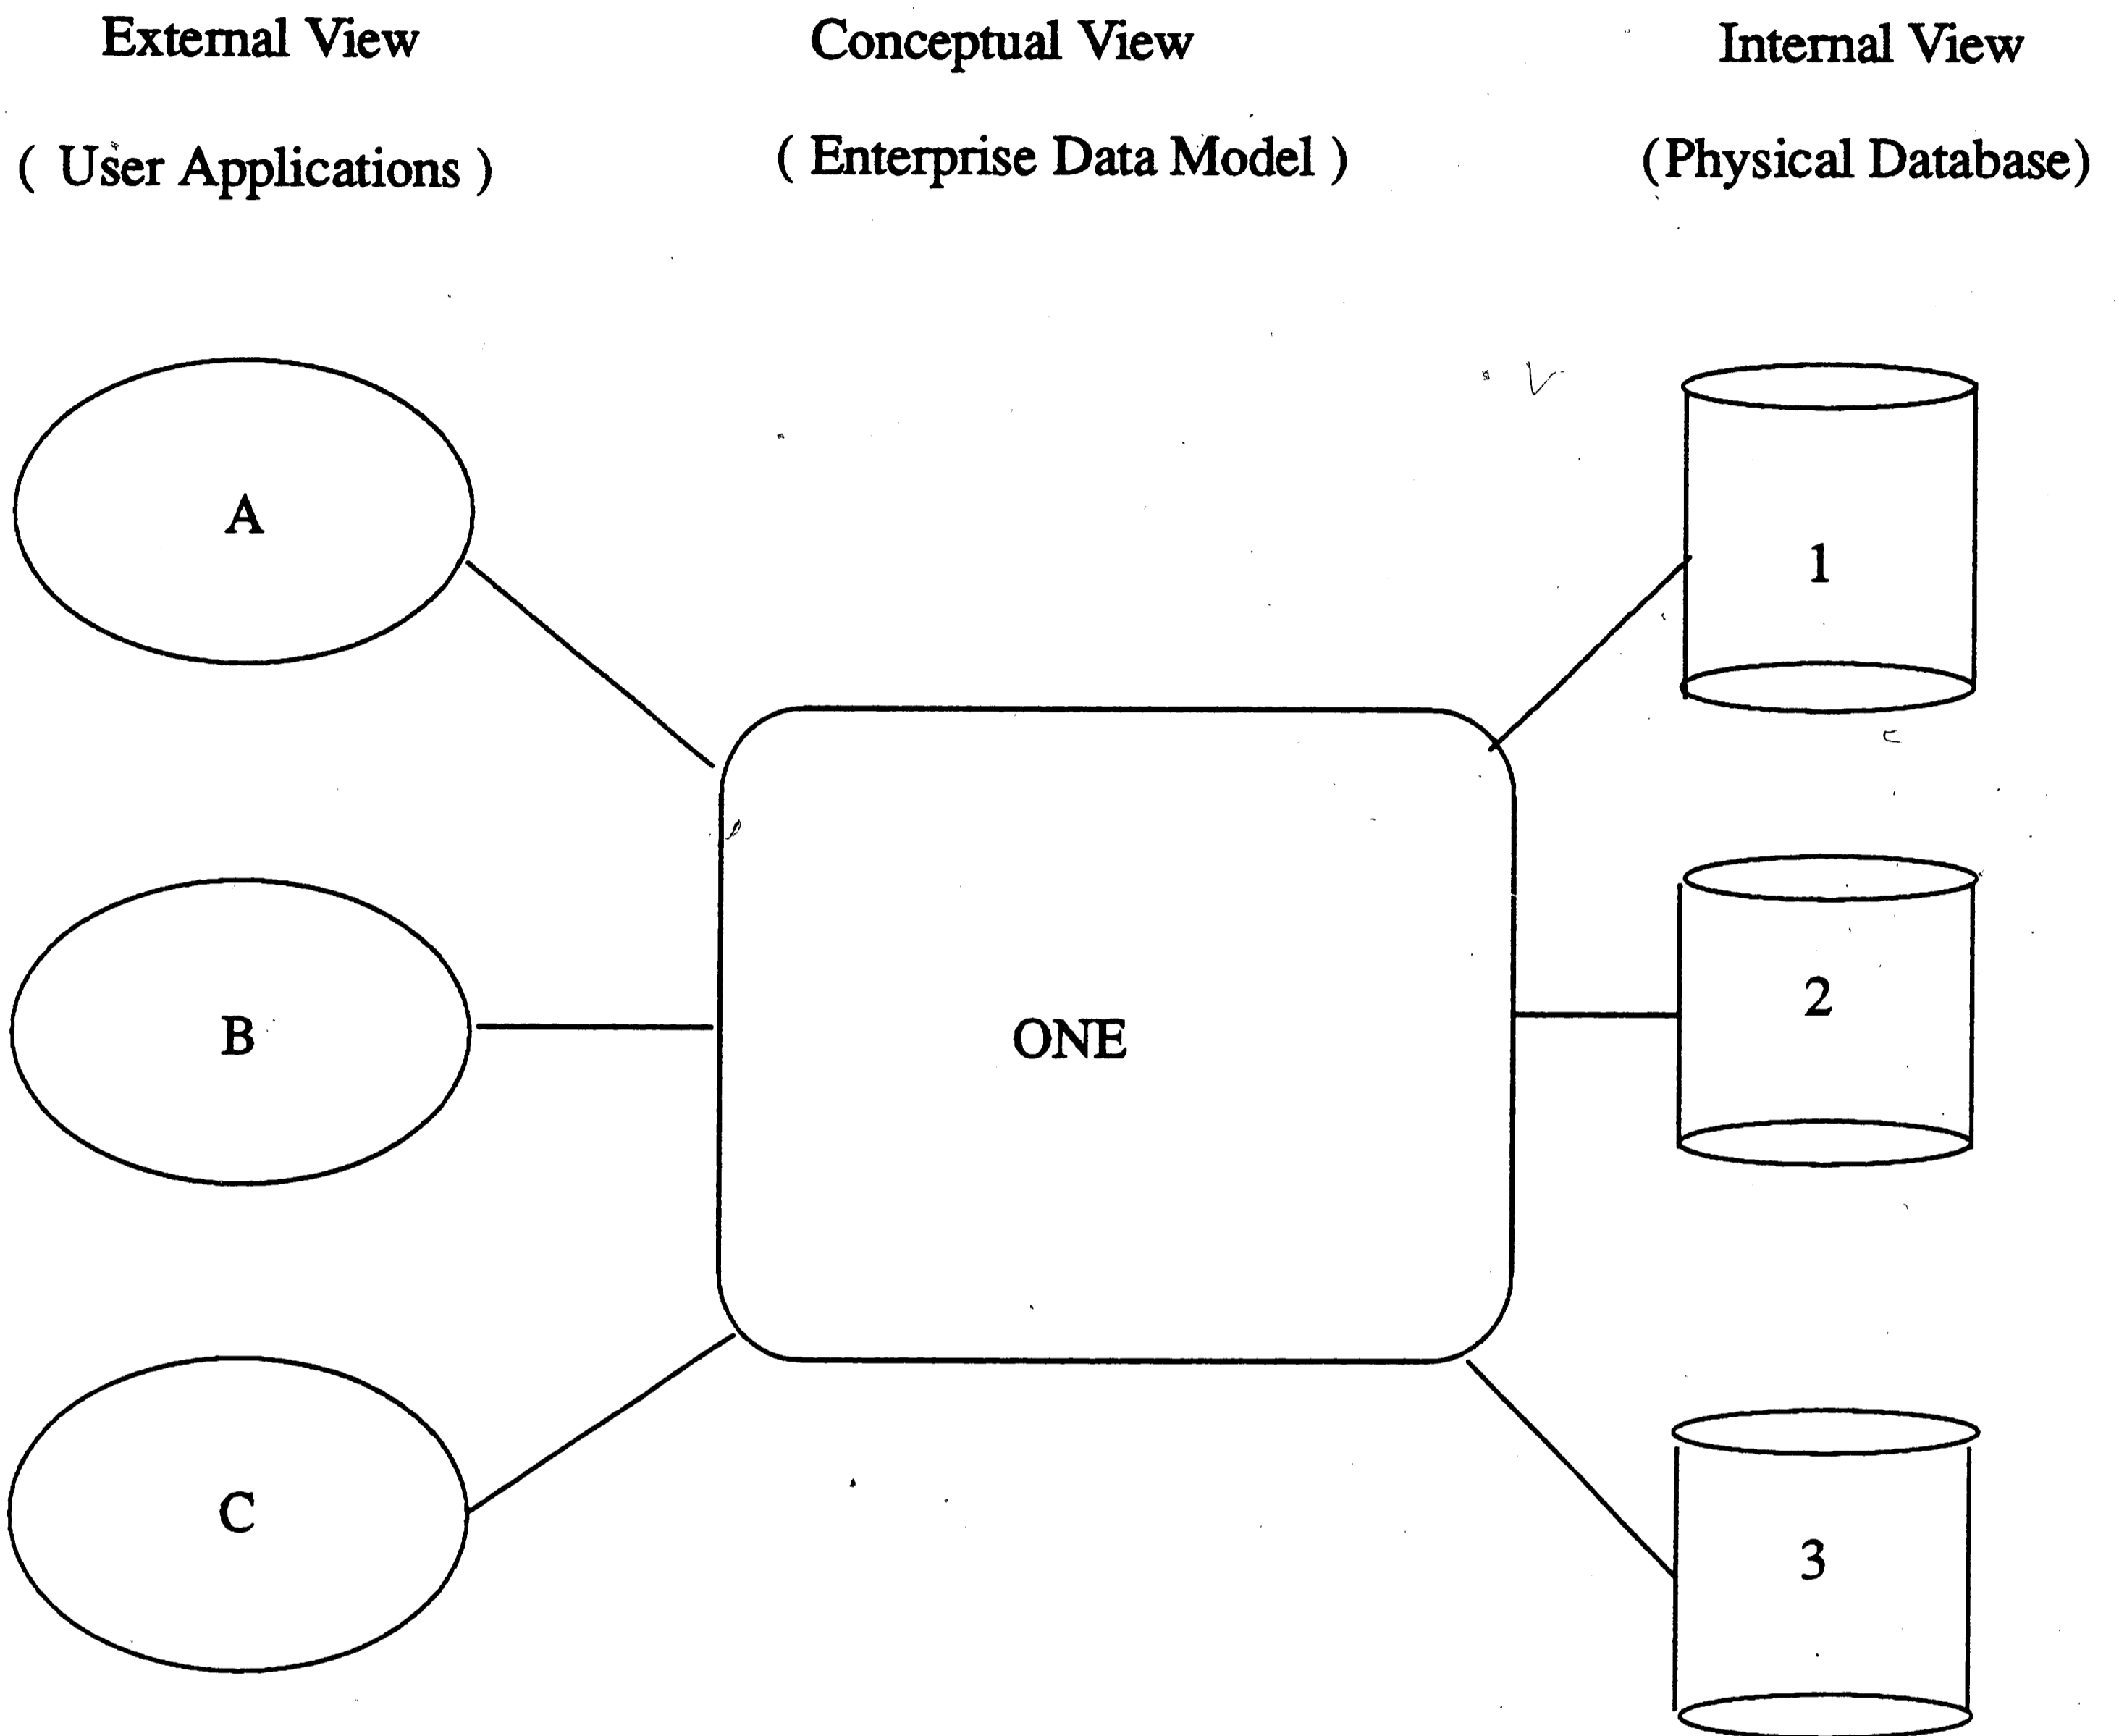 External View
Conceptual View
Internal View
( User Applications )
( Enterprise Data Model )
(Physical Database)
A
1
B
ONE
2
C
3